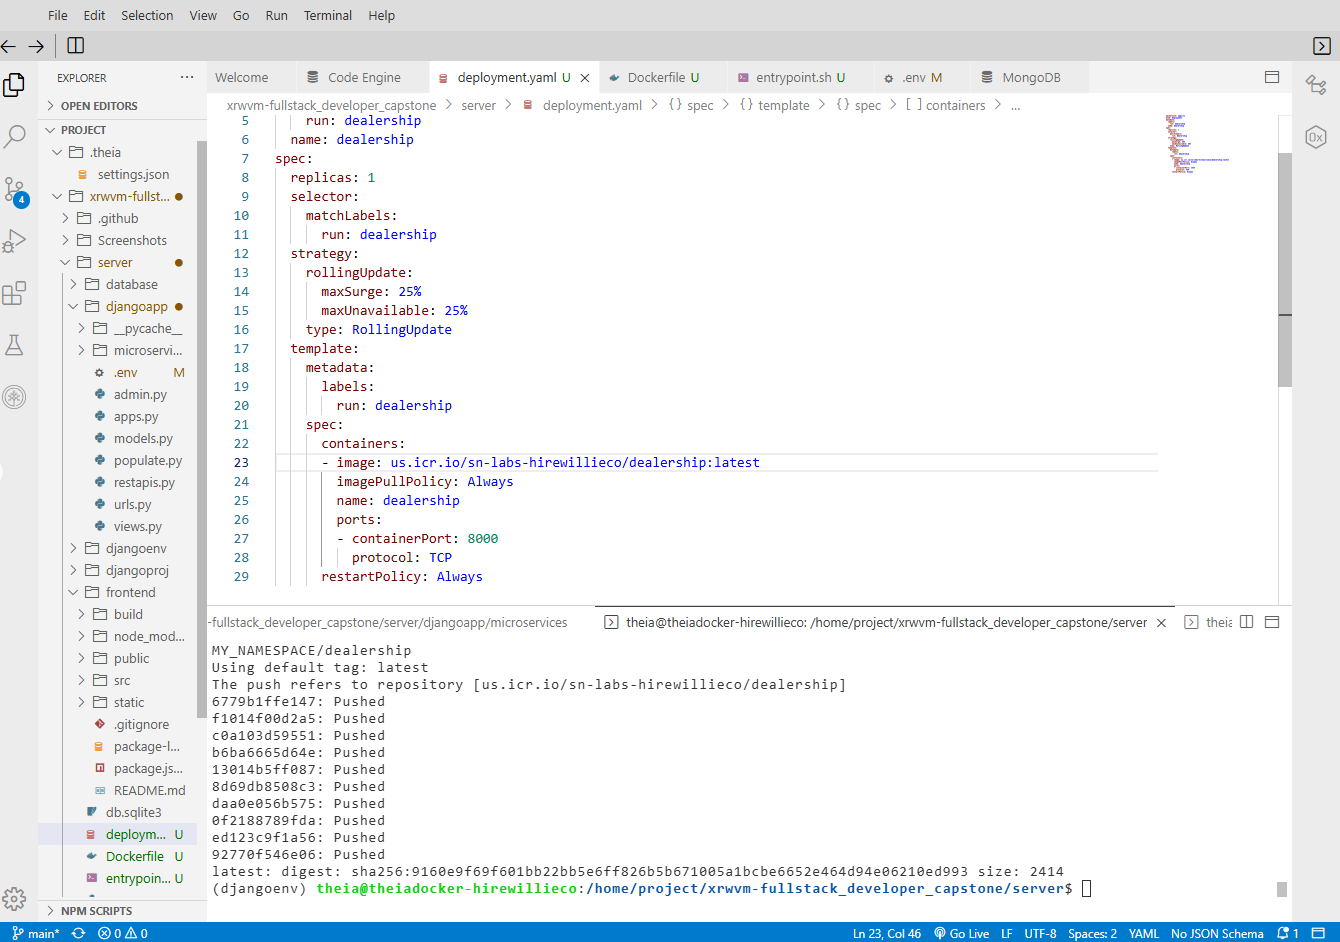 File Edit Selection View Go Run Terminal Help
EXPLORER ...
Welcome
Code Engine
deployment.yaml U
Dockerfile U
entrypoint.sh U
.env M
MongoDB
OPEN EDITORS
PROJECT
.theia
settings.json
xrwvm-fullst...
.github
Screenshots
server
database
djangoapp
__pycache__
microservi...
.env M
admin.py
apps.py
models.py
populate.py
restapis.py
urls.py
views.py
djangoenv
djangoproj
frontend
build
node_mod...
public
src
static
.gitignore
package-l...
package.js...
README.md
db.sqlite3
deploym... U
Dockerfile U
entrypoin... U
NPM SCRIPTS
4
xrwvm-fullstack_developer_capstone > server > deployment.yaml > {} spec > {} template > {} spec > [ ] containers > ...
5 run: dealership
6 name: dealership
7 spec:
8 replicas: 1
9 selector:
10 matchLabels:
11 run: dealership
12 strategy:
13 rollingUpdate:
14 maxSurge: 25%
15 maxUnavailable: 25%
16 type: RollingUpdate
17 template:
18 metadata:
19 labels:
20 run: dealership
21 spec:
22 containers:
23 - image: us.icr.io/sn-labs-hirewillieco/dealership:latest
24 imagePullPolicy: Always
25 name: dealership
26 ports:
27 - containerPort: 8000
28 protocol: TCP
29 restartPolicy: Always
-fullstack_developer_capstone/server/djangoapp/microservices
theia@theiadocker-hirewillieco: /home/project/xrwvm-fullstack_developer_capstone/server
theia
MY_NAMESPACE/dealership
Using default tag: latest
The push refers to repository [us.icr.io/sn-labs-hirewillieco/dealership]
6779b1ffe147: Pushed
f1014f00d2a5: Pushed
c0a103d59551: Pushed
b6ba6665d64e: Pushed
13014b5ff087: Pushed
8d69db8508c3: Pushed
daa0e056b575: Pushed
0f2188789fda: Pushed
ed123c9f1a56: Pushed
92770f546e06: Pushed
latest: digest: sha256:9160e9f69f601bb22bb5e6ff826b5b671005a1bcbe6652e464d94e06210ed993 size: 2414
(djangoenv) theia@theiadocker-hirewillieco:/home/project/xrwvm-fullstack_developer_capstone/server$
main* 0 0
Ln 23, Col 46 Go Live LF UTF-8 Spaces: 2 YAML No JSON Schema 1